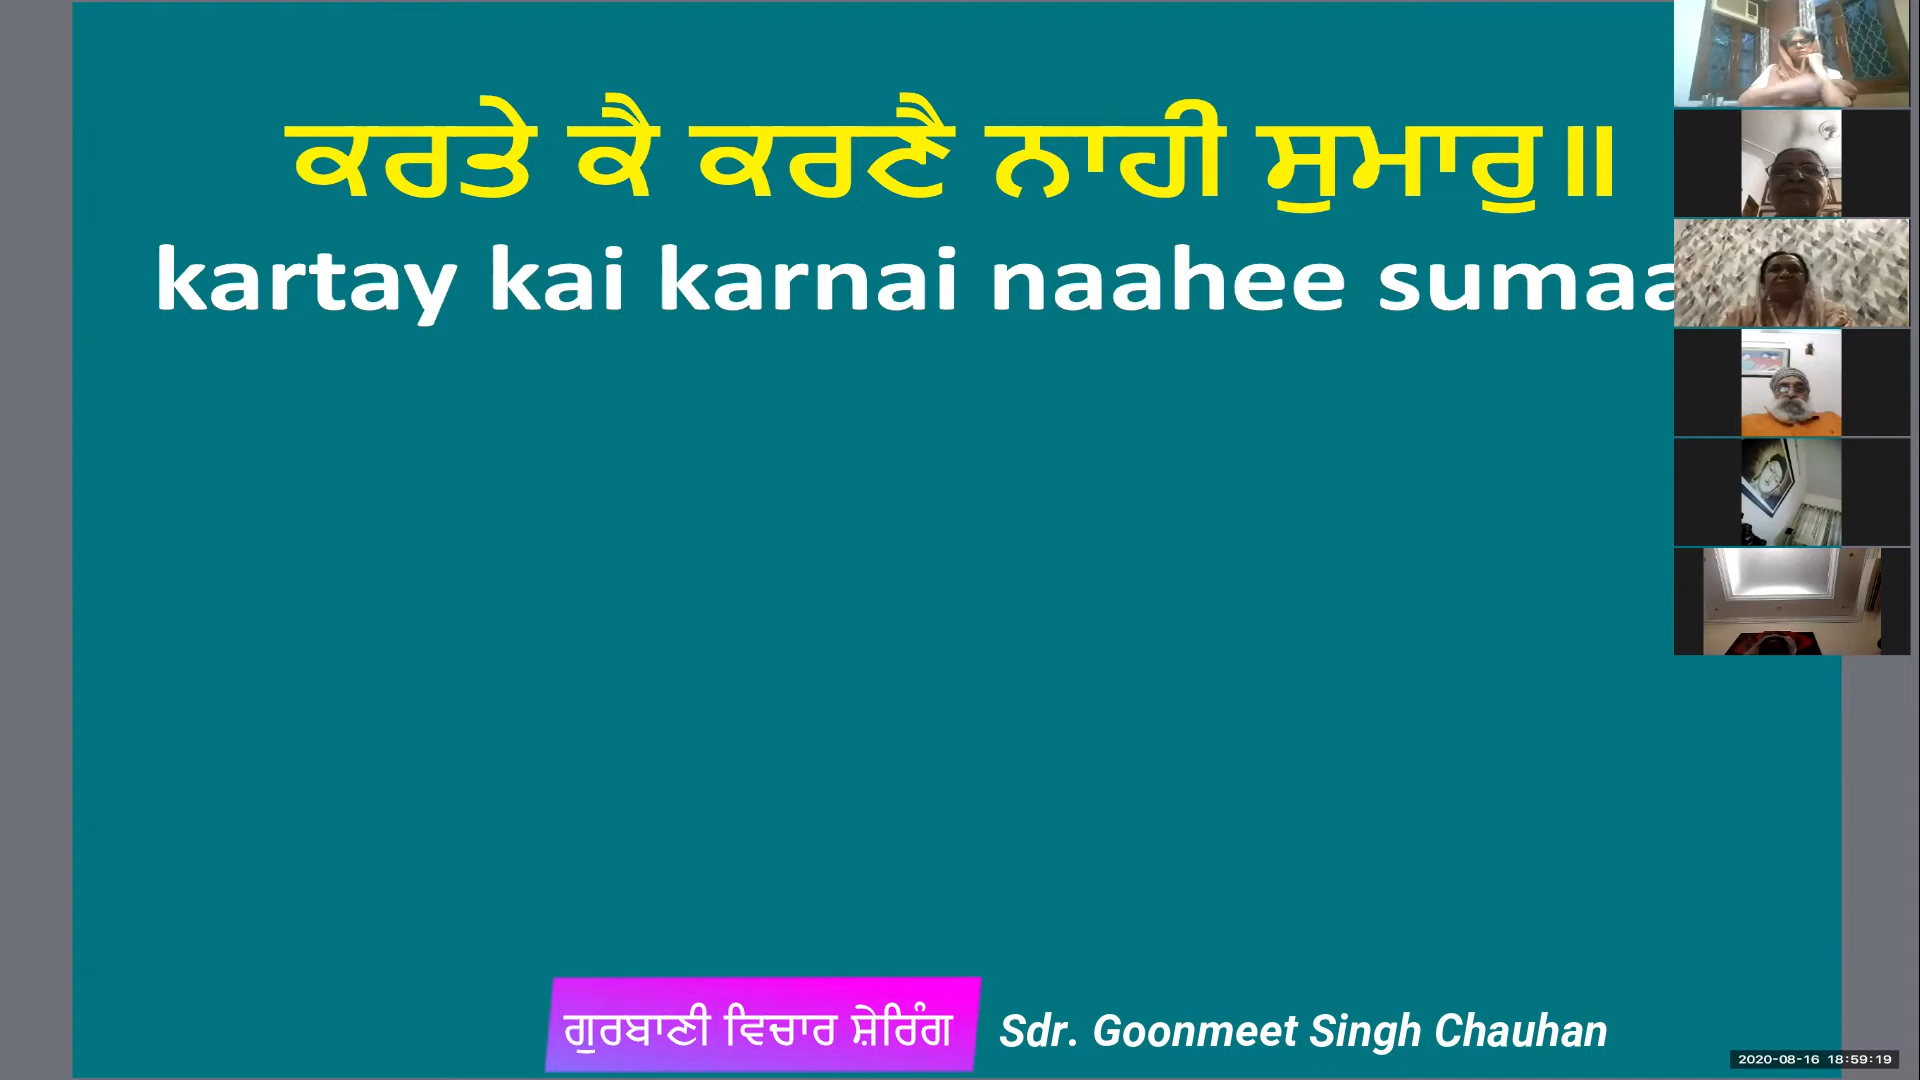 ਕਰਤੇ ਕੈ ਕਰਣੈ ਨਾਹੀ ਸੁਮਾਰੁ॥
kartay kai karnai naahee sumaa
ਗੁਰਬਾਣੀ ਵਿਚਾਰ ਸ਼ੇਰਿੰਗ
Sdr. Goonmeet Singh Chauhan
2020-08-16 18:59:19